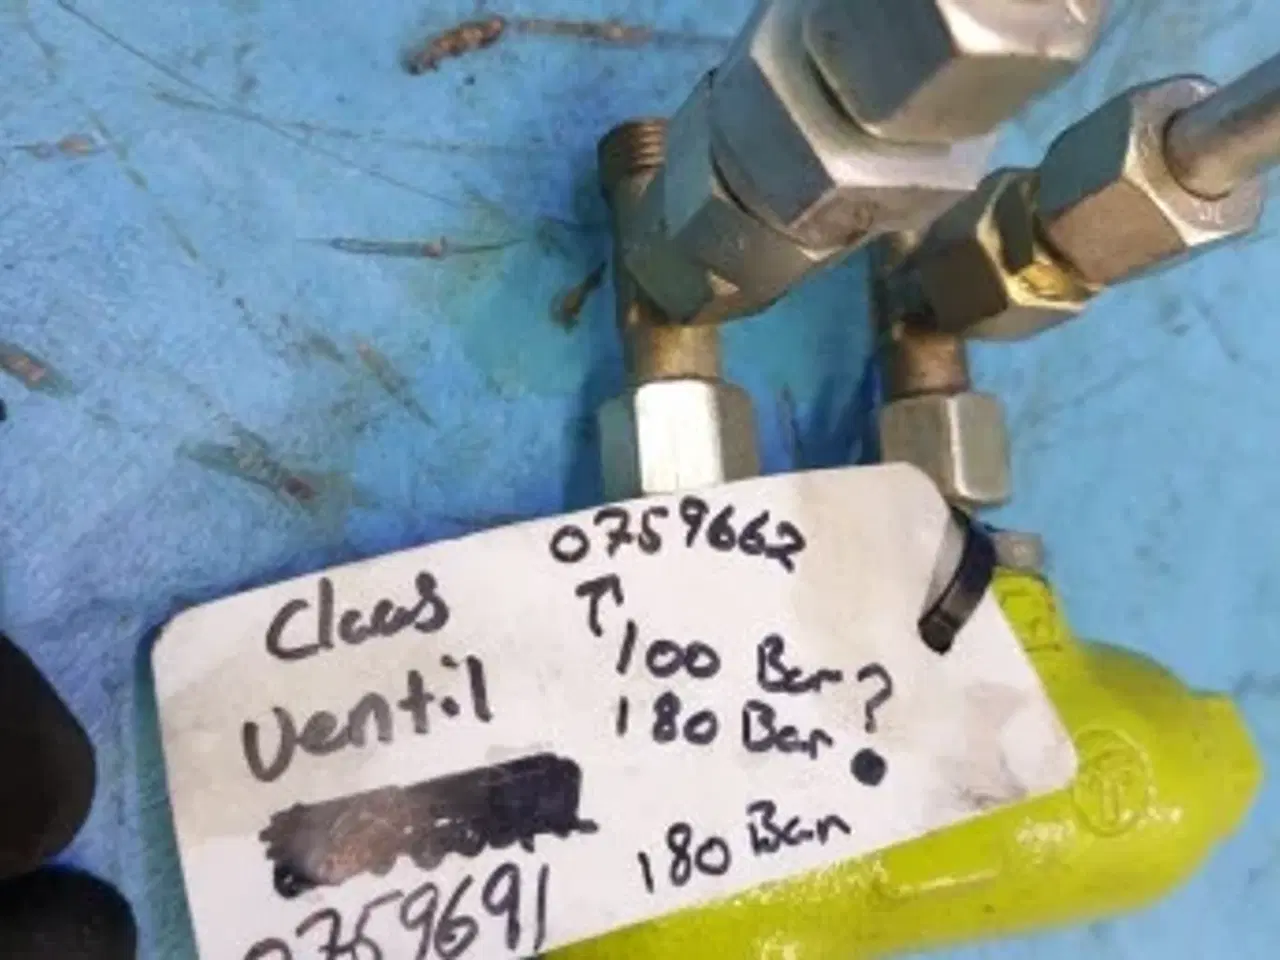 0759662
Claas
↑ 100 Bar ?
Ventil
180 Bar
180 Bar
0759691